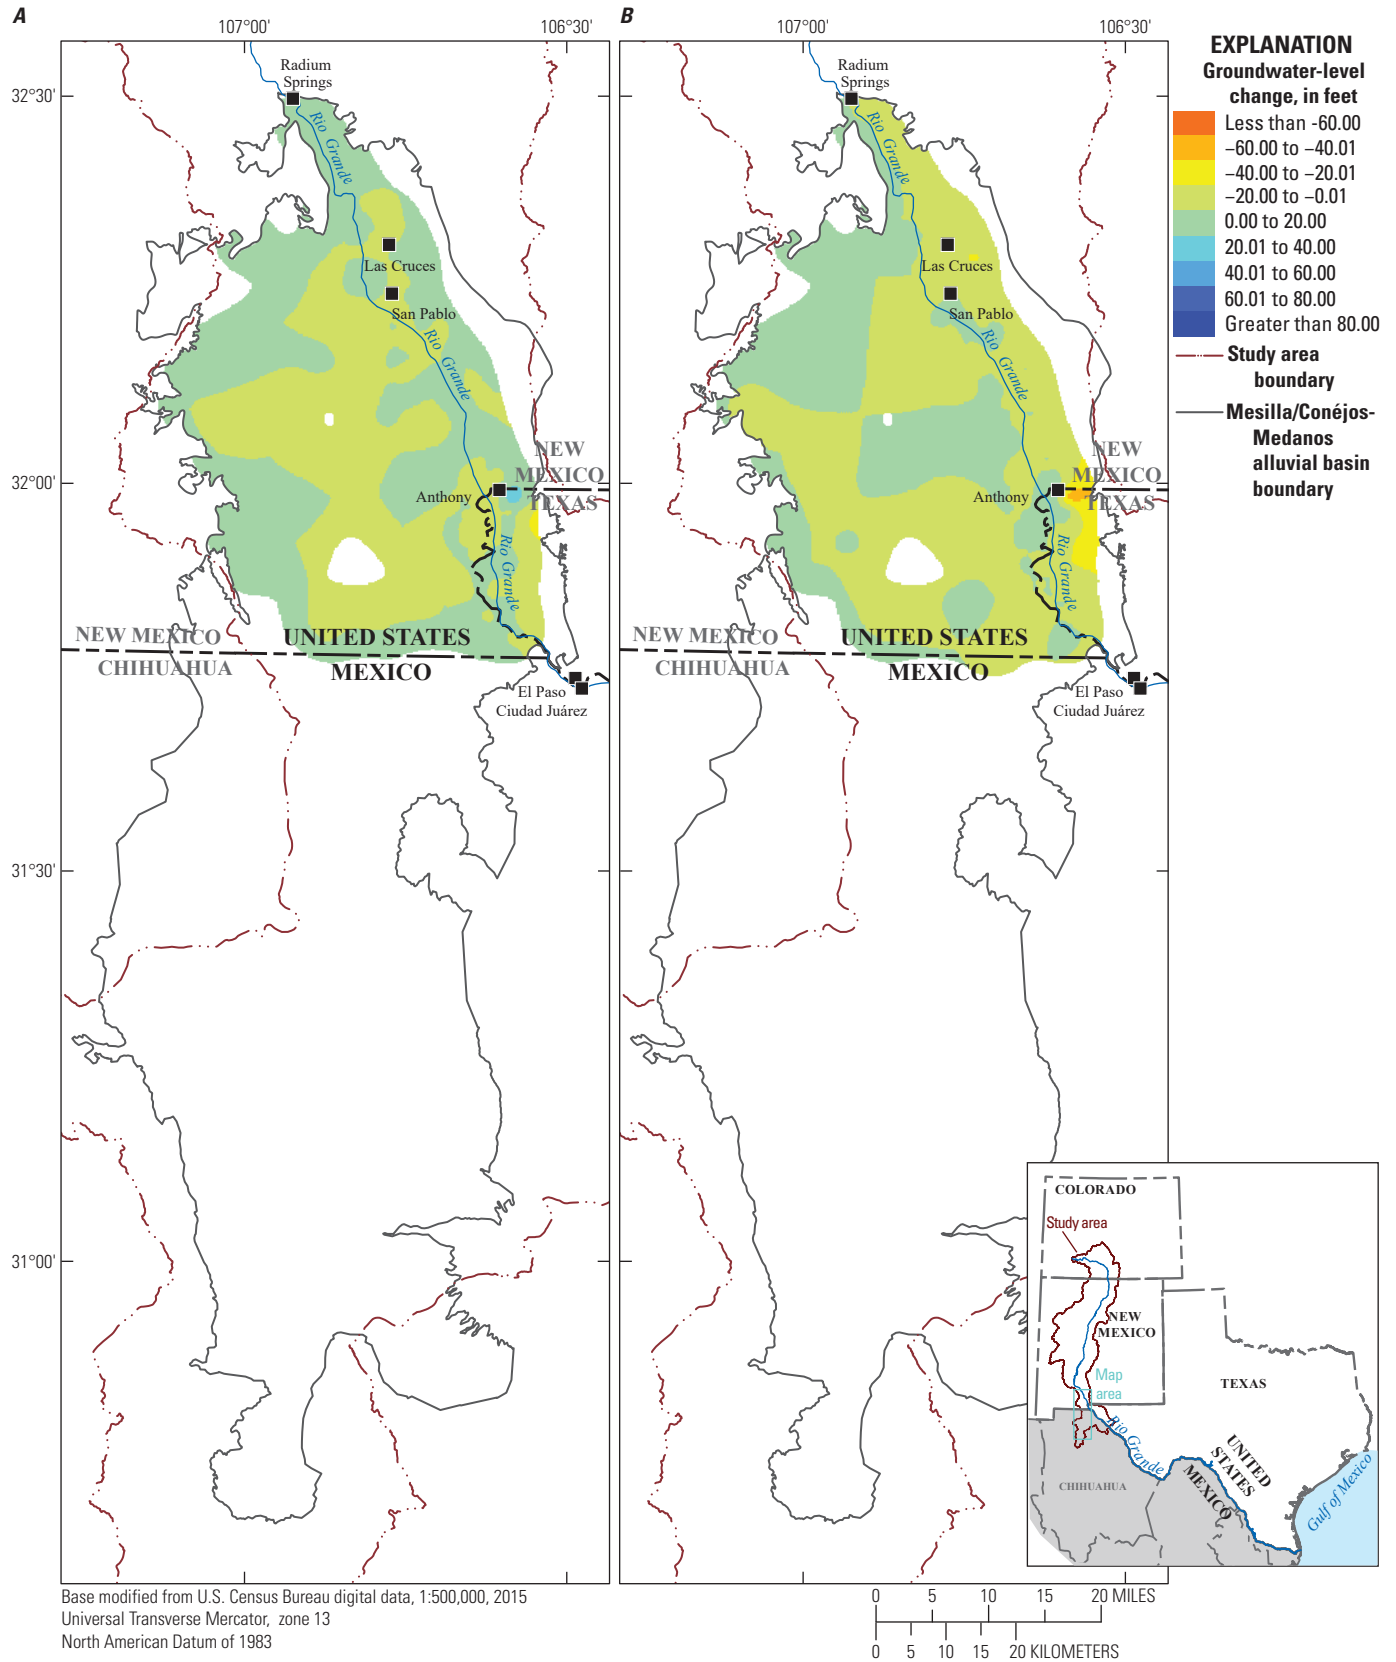 A
107°00'
106°30'
B
107°00'
106°30'
32°30'
32°00'
31°30'
31°00'
Radium
Springs
Rio Grande
Las Cruces
San Pablo
Rio Grande
NEW
MEXICO
TEXAS
Anthony
Rio Grande
NEW MEXICO
CHIHUAHUA
UNITED STATES
MEXICO
El Paso
Ciudad Juárez
Radium
Springs
Rio Grande
Las Cruces
San Pablo
Rio Grande
NEW
MEXICO
TEXAS
Anthony
Rio Grande
NEW MEXICO
CHIHUAHUA
UNITED STATES
MEXICO
El Paso
Ciudad Juárez
EXPLANATION
Groundwater-level
change, in feet
Less than -60.00
−60.00 to −40.01
−40.00 to −20.01
−20.00 to −0.01
0.00 to 20.00
20.01 to 40.00
40.01 to 60.00
60.01 to 80.00
Greater than 80.00
Study area
boundary
Mesilla/Conéjos-
Medanos
alluvial basin
boundary
COLORADO
Study area
NEW
MEXICO
Map
area
TEXAS
Rio Grande
UNITED
STATES
MEXICO
CHIHUAHUA
Gulf of Mexico
Base modified from U.S. Census Bureau digital data, 1:500,000, 2015
Universal Transverse Mercator, zone 13
North American Datum of 1983
0 5 10 15 20 MILES
0 5 10 15 20 KILOMETERS